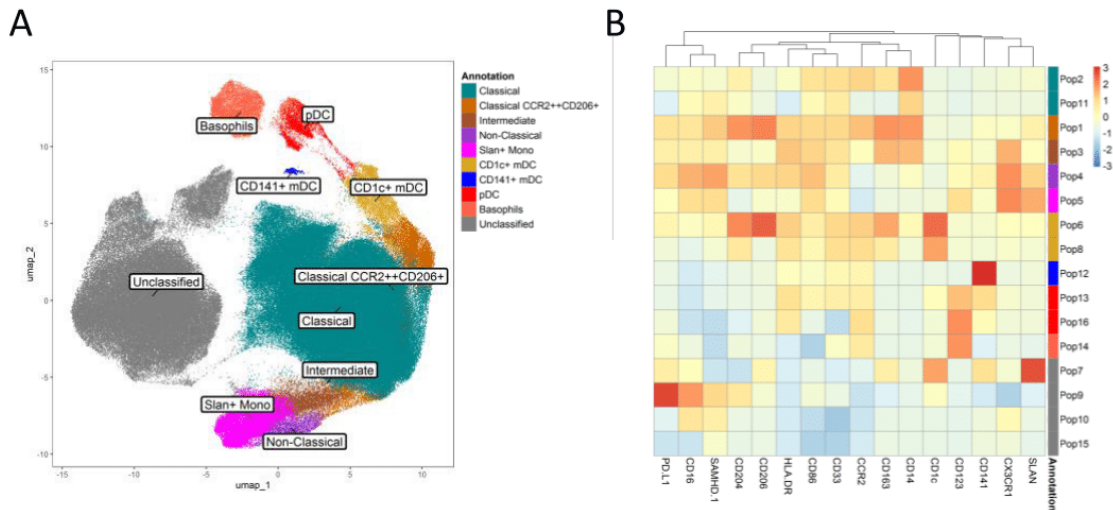 A
B
15
10
5
0
-5
-10
-15
-10
-5
0
5
10
umap_2
umap_1
Basophils
pDC
CD141+ mDC
CD1c+ mDC
Unclassified
Classical CCR2++CD206+
Classical
Intermediate
Slan+ Mono
Non-Classical
Annotation
Classical
Classical CCR2++CD206+
Intermediate
Non-Classical
Slan+ Mono
CD1c+ mDC
CD141+ mDC
pDC
Basophils
Unclassified
Pop2
Pop11
Pop1
Pop3
Pop4
Pop5
Pop6
Pop8
Pop12
Pop13
Pop16
Pop14
Pop7
Pop9
Pop10
Pop15
PD.L1
CD16
SAMHD.1
CD204
CD206
HLA.DR
CD86
CD33
CCR2
CD163
CD14
CD1c
CD123
CD141
CX3CR1
SLAN
Annotation
3
2
1
0
-1
-2
-3